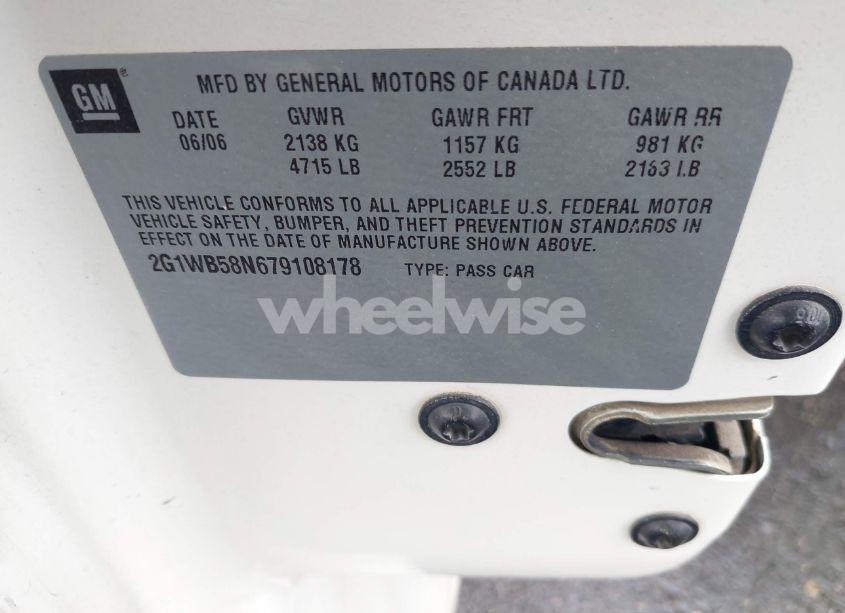 GM
MFD BY GENERAL MOTORS OF CANADA LTD.
DATE GVWR GAWR FRT GAWR RR
06/06 2138 KG 1157 KG 981 KG
4715 LB 2552 LB 2163 LB
THIS VEHICLE CONFORMS TO ALL APPLICABLE U.S. FEDERAL MOTOR
VEHICLE SAFETY, BUMPER, AND THEFT PREVENTION STANDARDS IN
EFFECT ON THE DATE OF MANUFACTURE SHOWN ABOVE.
2G1WB58N679108178 TYPE: PASS CAR
wheelwise